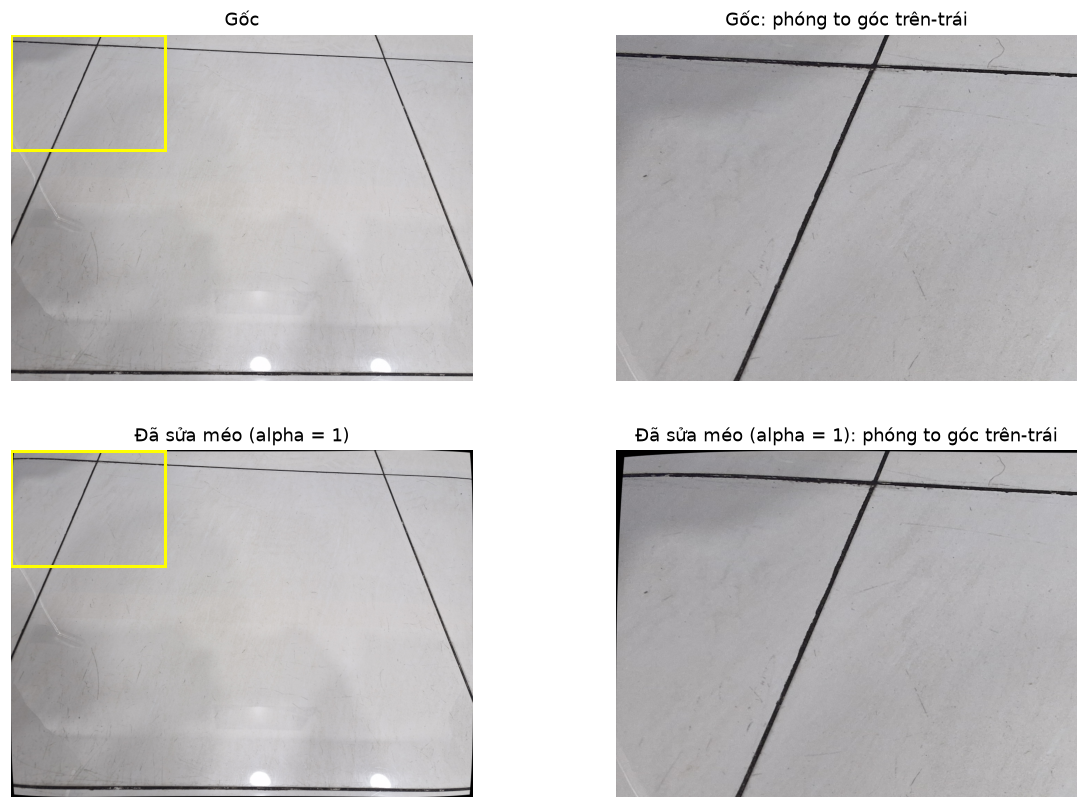 Gốc
Gốc: phóng to góc trên-trái
Đã sửa méo (alpha = 1)
Đã sửa méo (alpha = 1): phóng to góc trên-trái